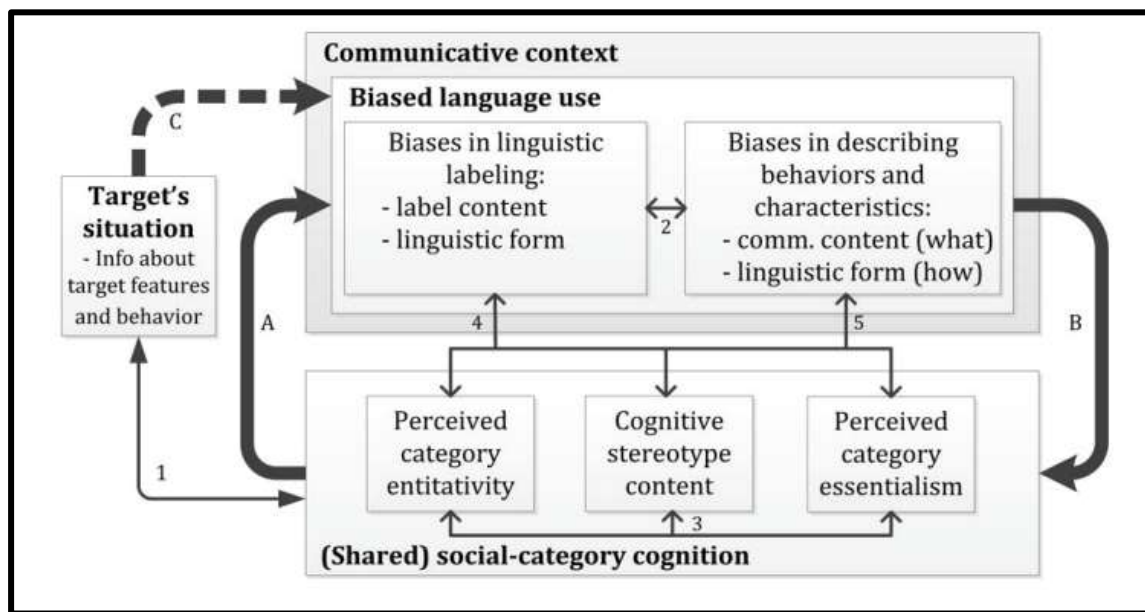 Communicative context
Biased language use
C
Biases in linguistic
labeling:
- label content
- linguistic form
2
Biases in describing
behaviors and
characteristics:
- comm. content (what)
- linguistic form (how)
Target's
situation
- Info about
target features
and behavior
A
4
5
B
1
Perceived
category
entitativity
Cognitive
stereotype
content
Perceived
category
essentialism
3
(Shared) social-category cognition